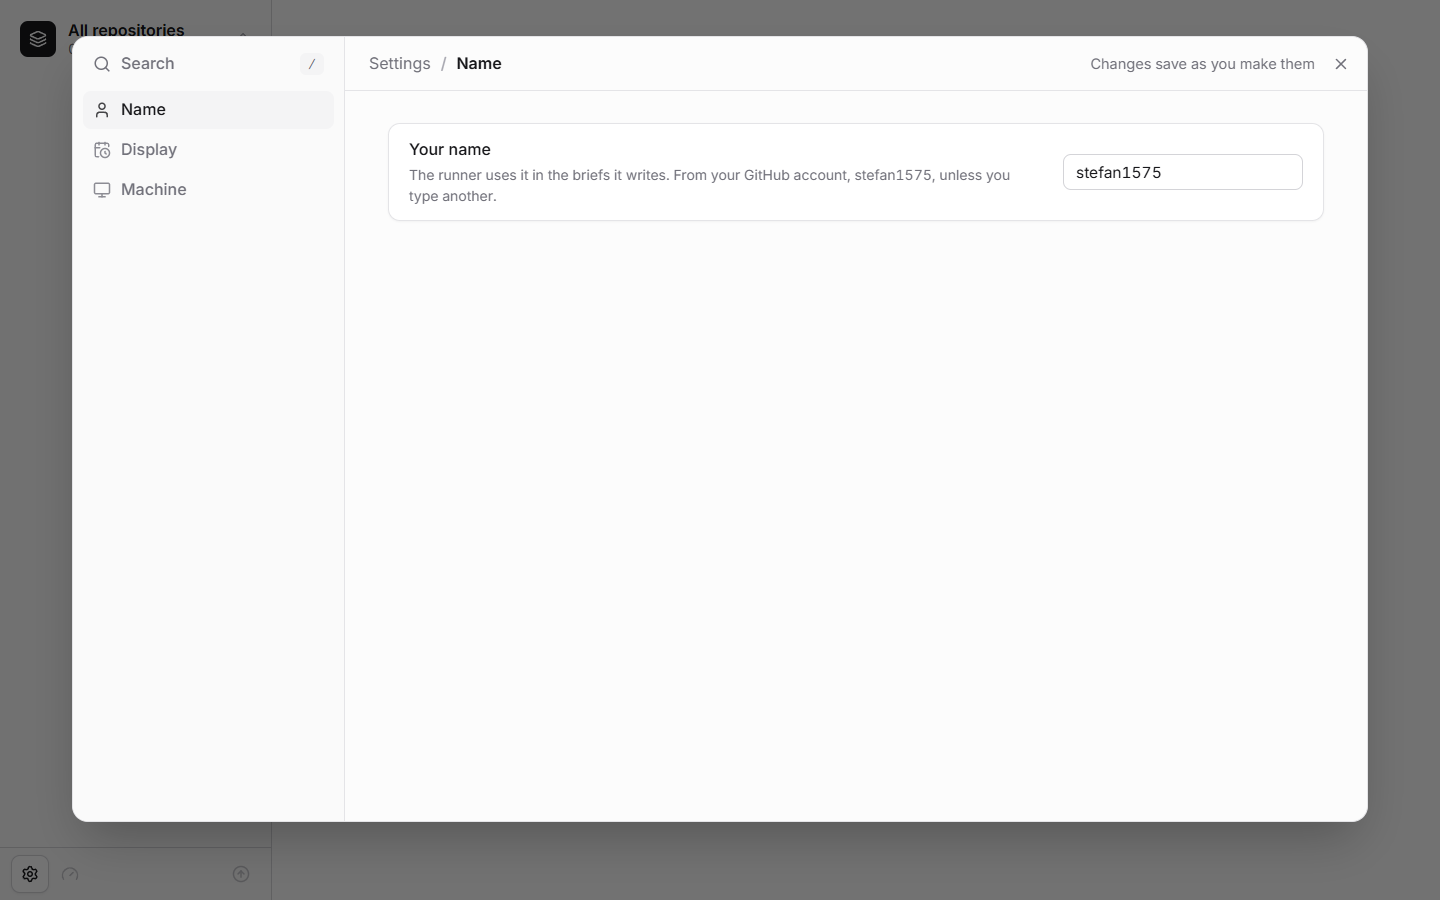 All repositories
Search /
Name
Display
Machine
Settings / Name
Changes save as you make them
Your name
The runner uses it in the briefs it writes. From your GitHub account, stefan1575, unless you
type another.
stefan1575